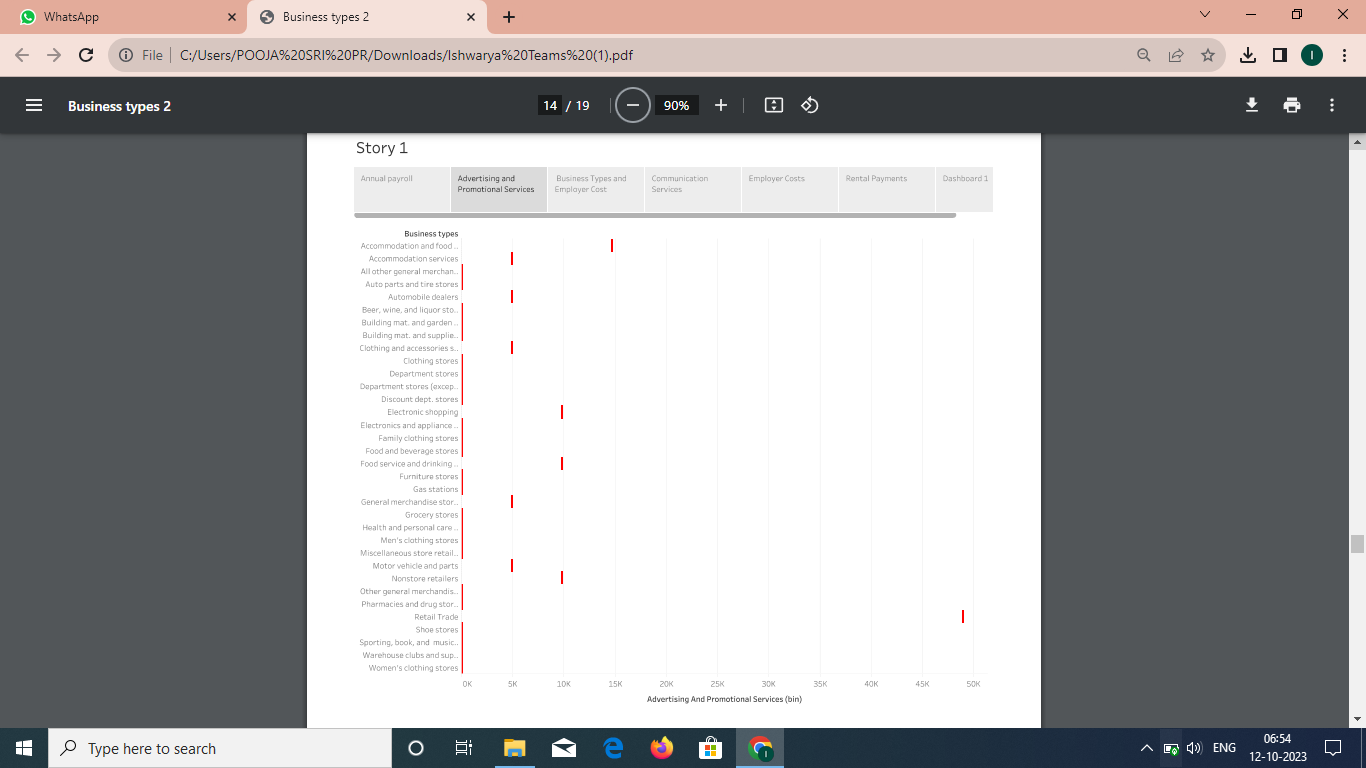 WhatsApp
Business types 2
File
C:/Users/POOJA%20SRI%20PR/Downloads/Ishwarya%20Teams%20(1).pdf
I
Business types 2
14 / 19
90%
Story 1
Annual payroll
Advertising and
Promotional Services
Business Types and
Employer Cost
Communication
Services
Employer Costs
Rental Payments
Dashboard 1
Business types
Accommodation and food ..
Accommodation services
All other general merchan..
Auto parts and tire stores
Automobile dealers
Beer, wine, and liquor sto..
Building mat. and garden ..
Building mat. and supplie..
Clothing and accessories s..
Clothing stores
Department stores
Department stores (excep..
Discount dept. stores
Electronic shopping
Electronics and appliance ..
Family clothing stores
Food and beverage stores
Food service and drinking ..
Furniture stores
Gas stations
General merchandise stor..
Grocery stores
Health and personal care ..
Men's clothing stores
Miscellaneous store retail..
Motor vehicle and parts
Nonstore retailers
Other general merchandis..
Pharmacies and drug stor..
Retail Trade
Shoe stores
Sporting, book, and music..
Warehouse clubs and sup..
Women's clothing stores
0K 5K 10K 15K 20K 25K 30K 35K 40K 45K 50K
Advertising And Promotional Services (bin)
Type here to search
I
ENG
06:54
12-10-2023